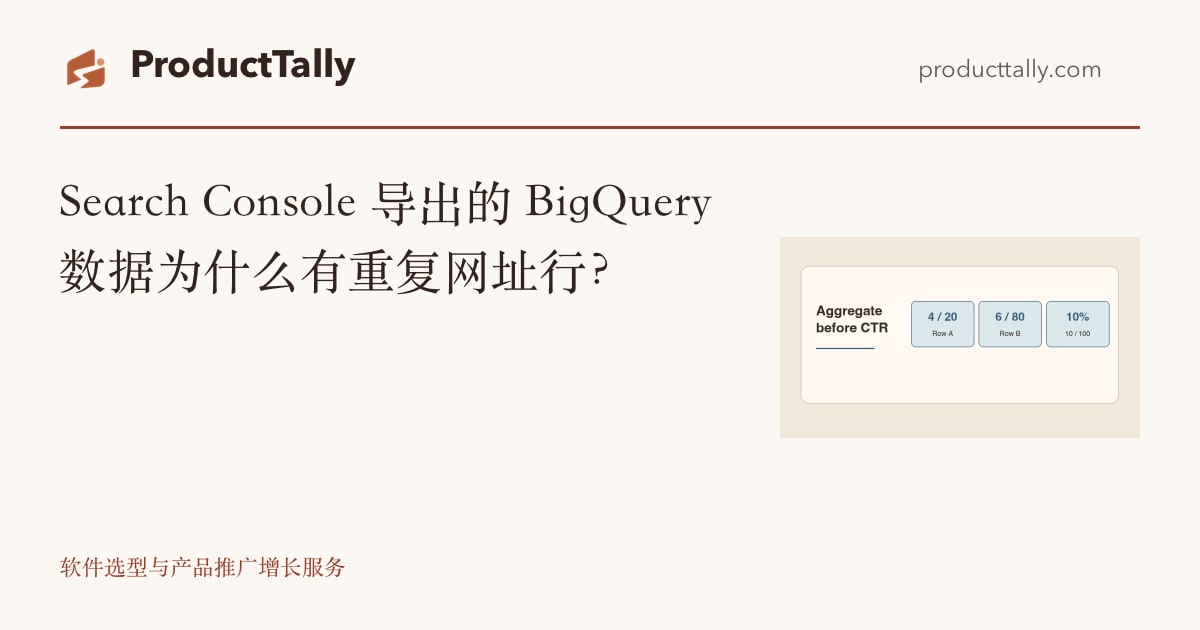 ProductTally
producttally.com
Search Console 导出的 BigQuery
数据为什么有重复网址行?
Aggregate
before CTR
4 / 20
Row A
6 / 80
Row B
10%
10 / 100
软件选型与产品推广增长服务